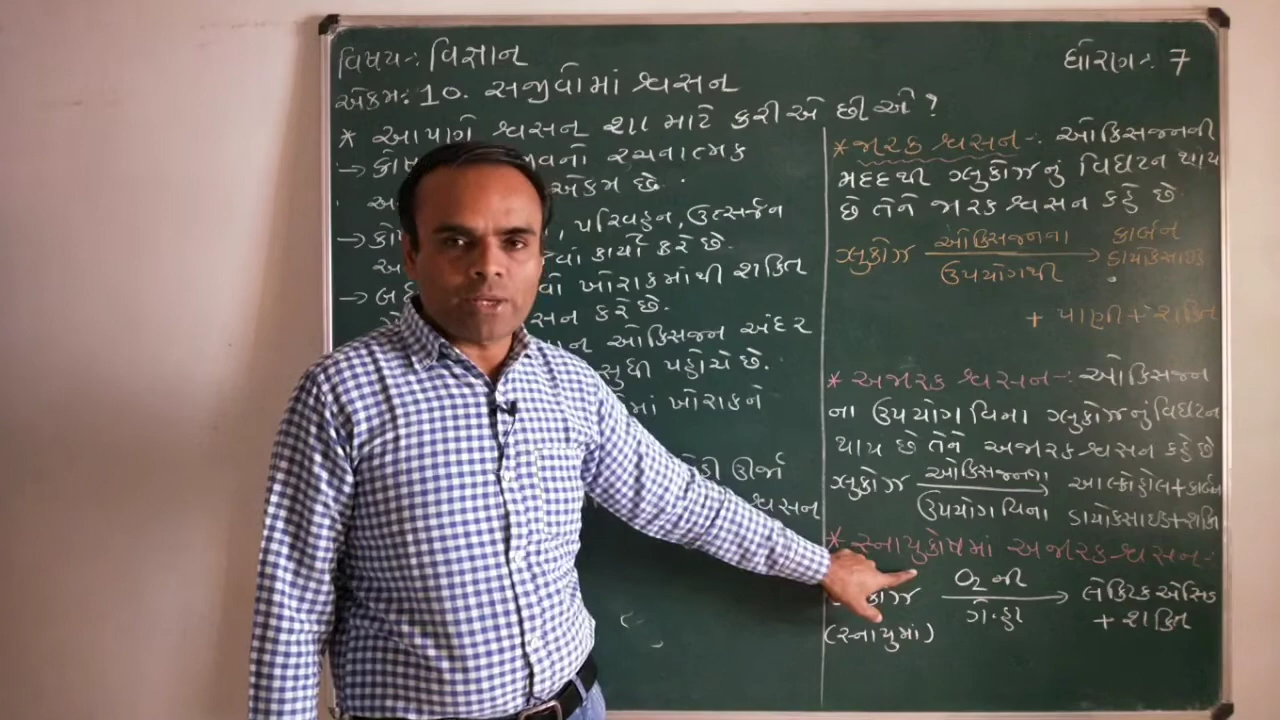 વિષય:- વિજ્ઞાન
ધોરણ:- 7
એકમ: 10. સજીવોમાં શ્વસન
* આપણે શ્વસન શા માટે કરીએ છીએ ?
→ વનો રચનાત્મક
એકમ છે.
→ , પરિવહન, ઉત્સર્જન
વાં કાર્યો કરે છે.
→ ખોરાકમાંથી શક્તિ
સન કરે છે.
ઓક્સિજન અંદર
સુધી પહોંચે છે.
માં ખોરાકને
ઊર્જા
શ્વસન
* જારક શ્વસન:- ઓક્સિજનની
મદદથી ગ્લુકોઝનું વિઘટન થાય
છે તેને જારક શ્વસન કહે છે
ગ્લુકોઝ ઓક્સિજનના → કાર્બન
ઉપયોગથી ડાયોક્સાઇડ
+ પાણી + શક્તિ
* અજારક શ્વસન:- ઓક્સિજન
ના ઉપયોગ વિના ગ્લુકોઝનું વિઘટન
થાય છે તેને અજારક શ્વસન કહે છે
ગ્લુકોઝ ઓક્સિજનના → આલ્કોહોલ + કાર્બન
ઉપયોગ વિના ડાયોક્સાઇડ + શક્તિ
* સ્નાયુકોષમાં અજારક શ્વસન:-
O₂ ની → લેક્ટિક એસિડ
ગે.હા + શક્તિ
(સ્નાયુમાં)